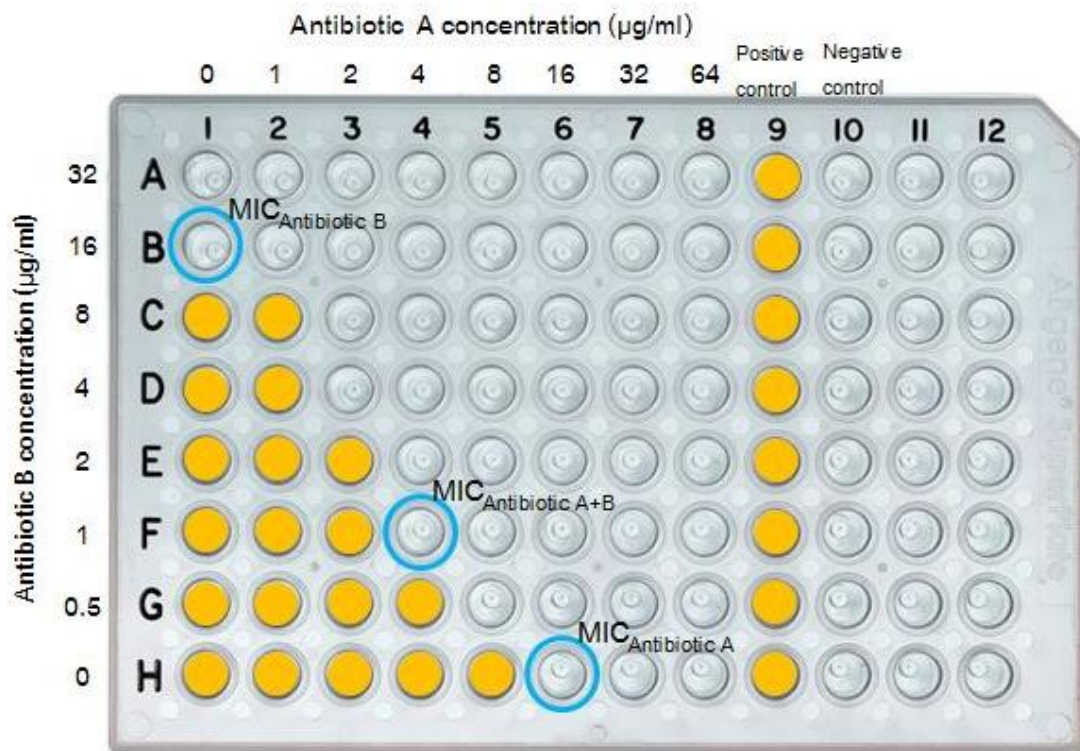 Antibiotic A concentration (µg/ml)
0 1 2 4 8 16 32 64 Positive control Negative control
1 2 3 4 5 6 7 8 9 10 11 12
32 A
MIC Antibiotic B
16 B
8 C
4 D
2 E
MIC Antibiotic A+B
1 F
0.5 G
MIC Antibiotic A
0 H
Antibiotic B concentration (µg/ml)